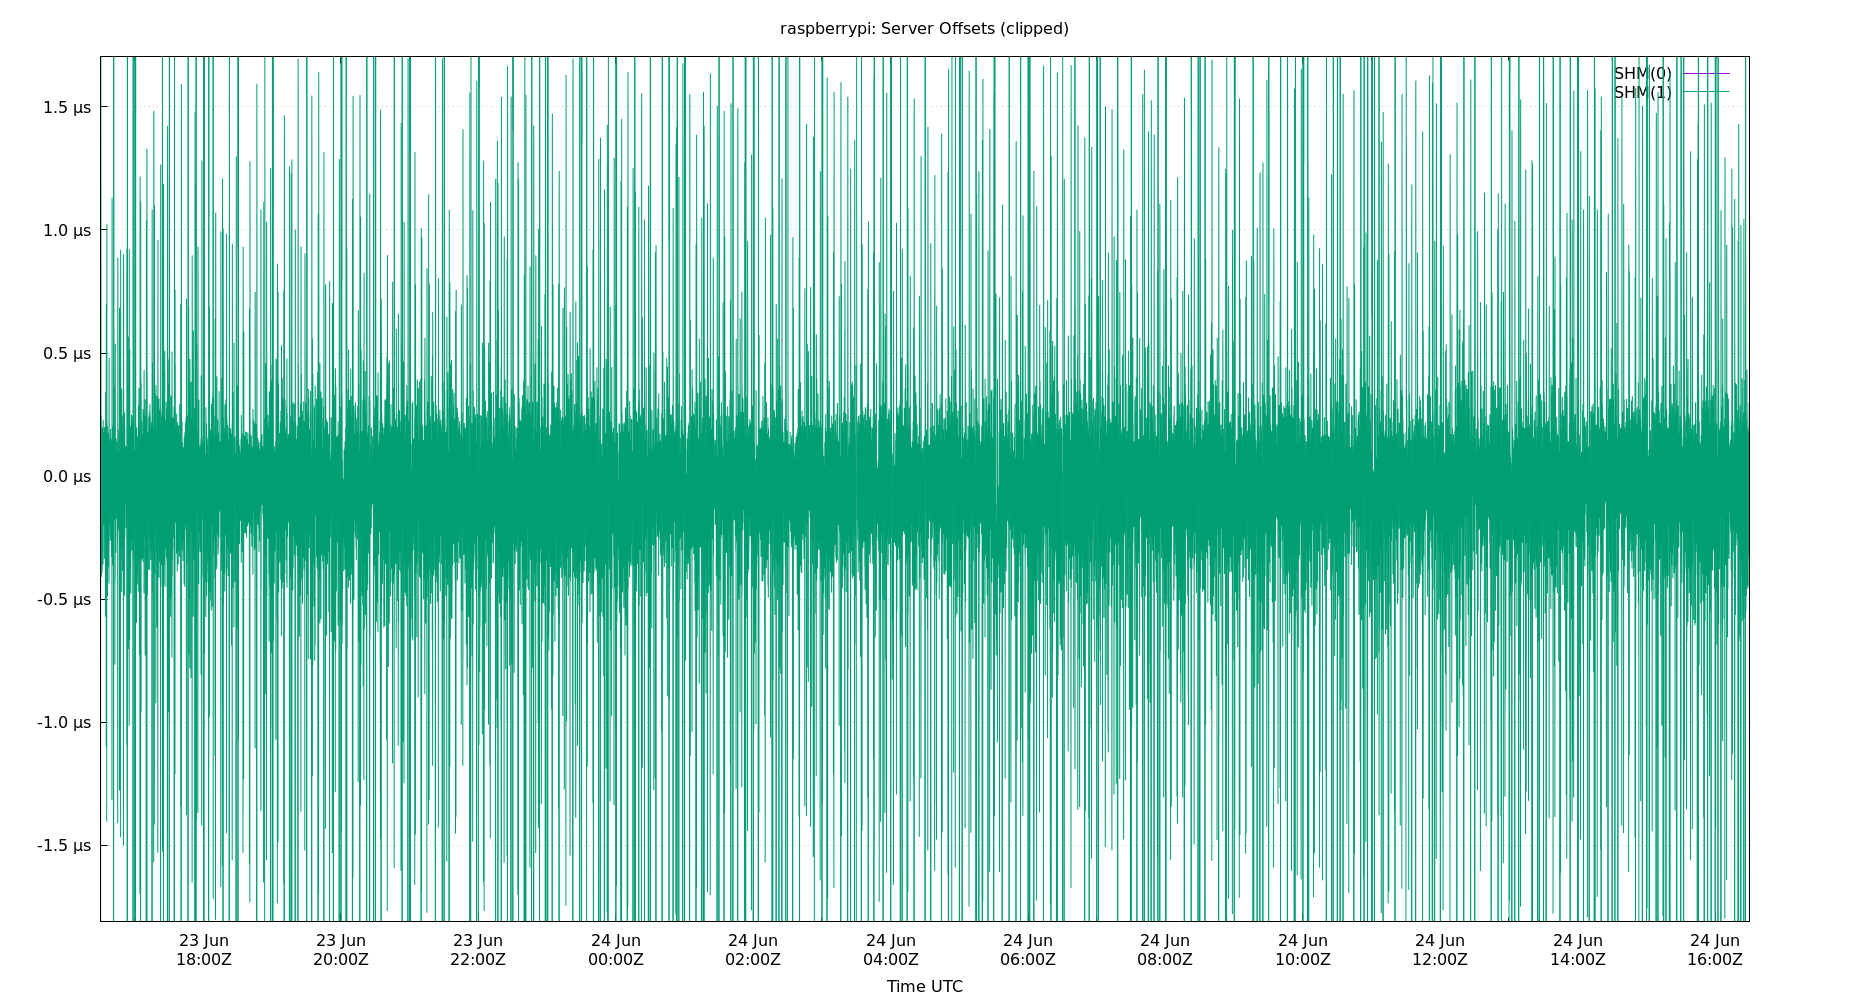 raspberrypi: Server Offsets (clipped)
SHM(0)
SHM(1)
1.5 µs
1.0 µs
0.5 µs
0.0 µs
-0.5 µs
-1.0 µs
-1.5 µs
23 Jun 23 Jun 23 Jun 24 Jun 24 Jun 24 Jun 24 Jun 24 Jun 24 Jun 24 Jun 24 Jun 24 Jun
18:00Z 20:00Z 22:00Z 00:00Z 02:00Z 04:00Z 06:00Z 08:00Z 10:00Z 12:00Z 14:00Z 16:00Z
Time UTC